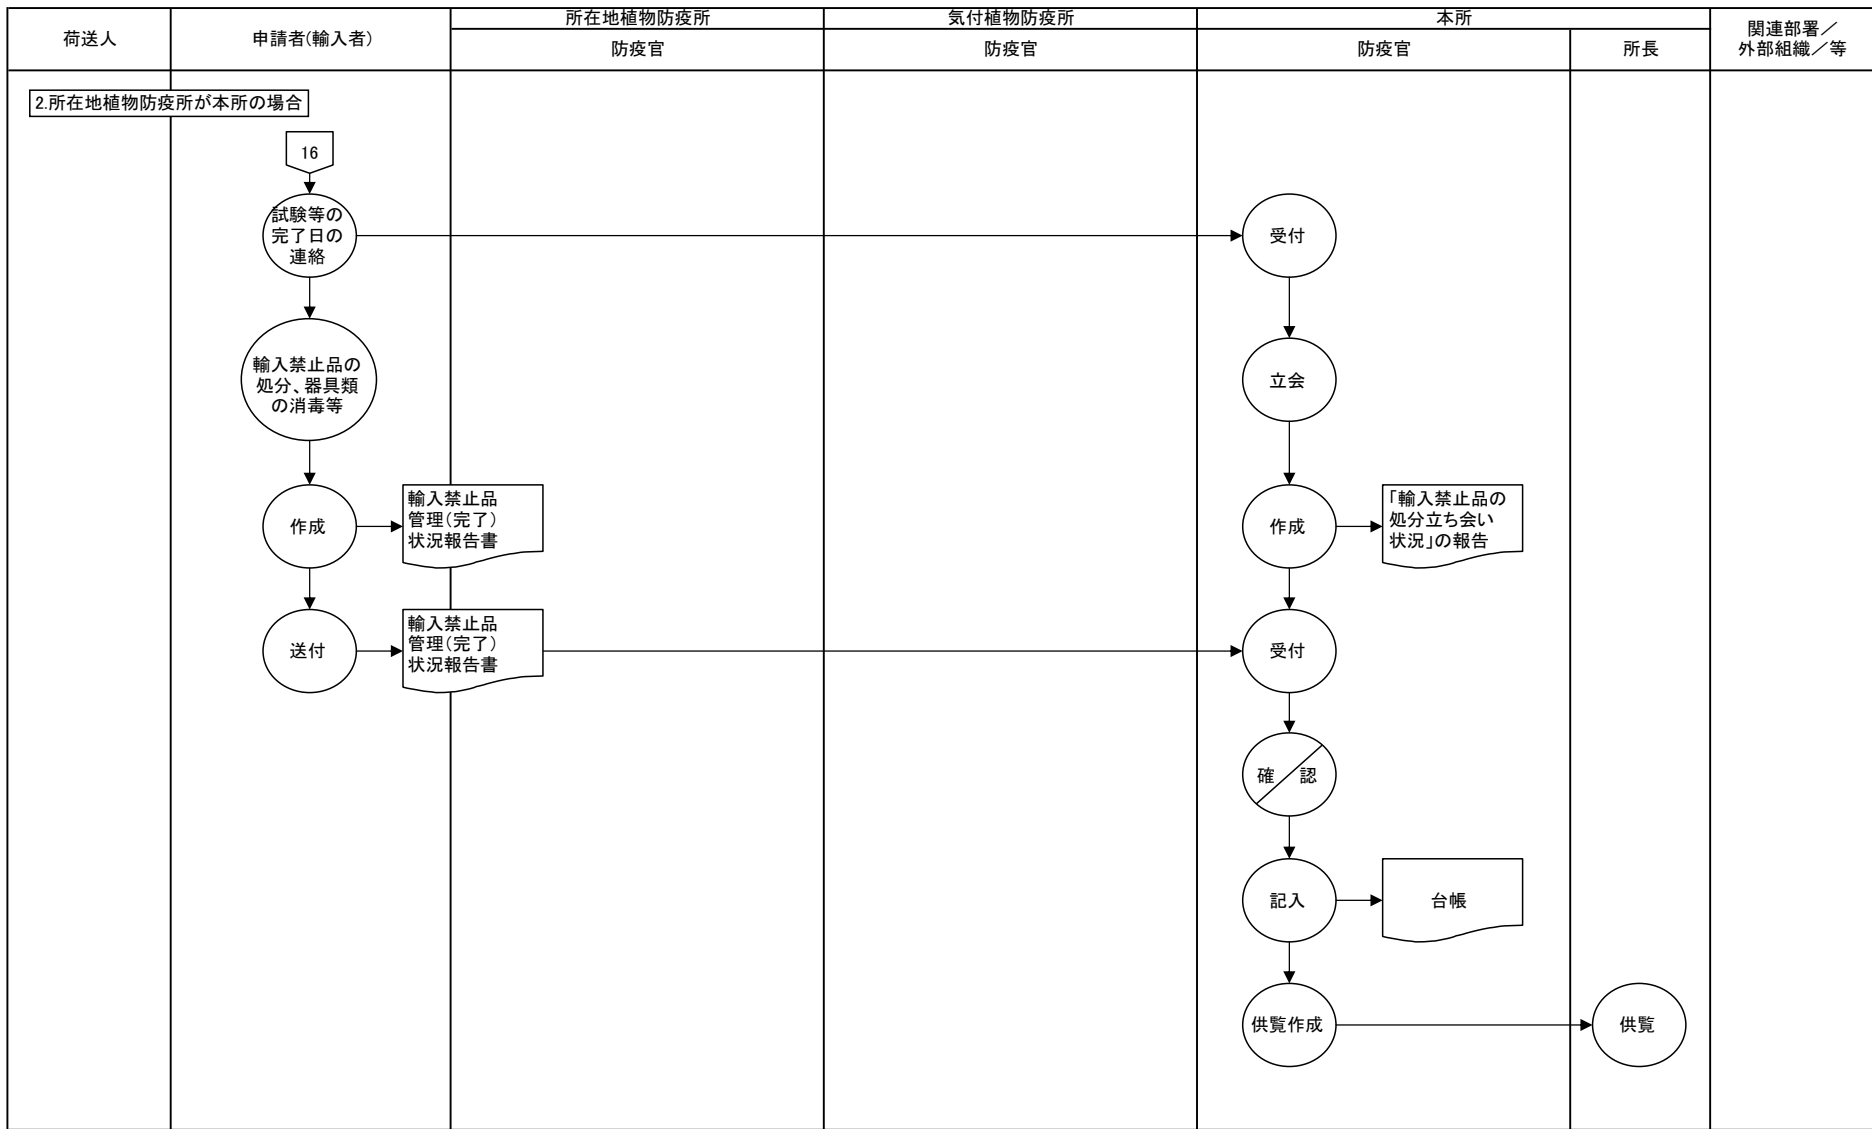 荷送人
申請者(輸入者)
所在地植物防疫所
防疫官
気付植物防疫所
防疫官
本所
防疫官
所長
関連部署／
外部組織／等
2.所在地植物防疫所が本所の場合
16
試験等の
完了日の
連絡
受付
輸入禁止品の
処分、器具類
の消毒等
立会
作成
輸入禁止品
管理(完了)
状況報告書
作成
「輸入禁止品の
処分立ち会い
状況」の報告
送付
輸入禁止品
管理(完了)
状況報告書
受付
確 認
記入
台帳
供覧作成
供覧